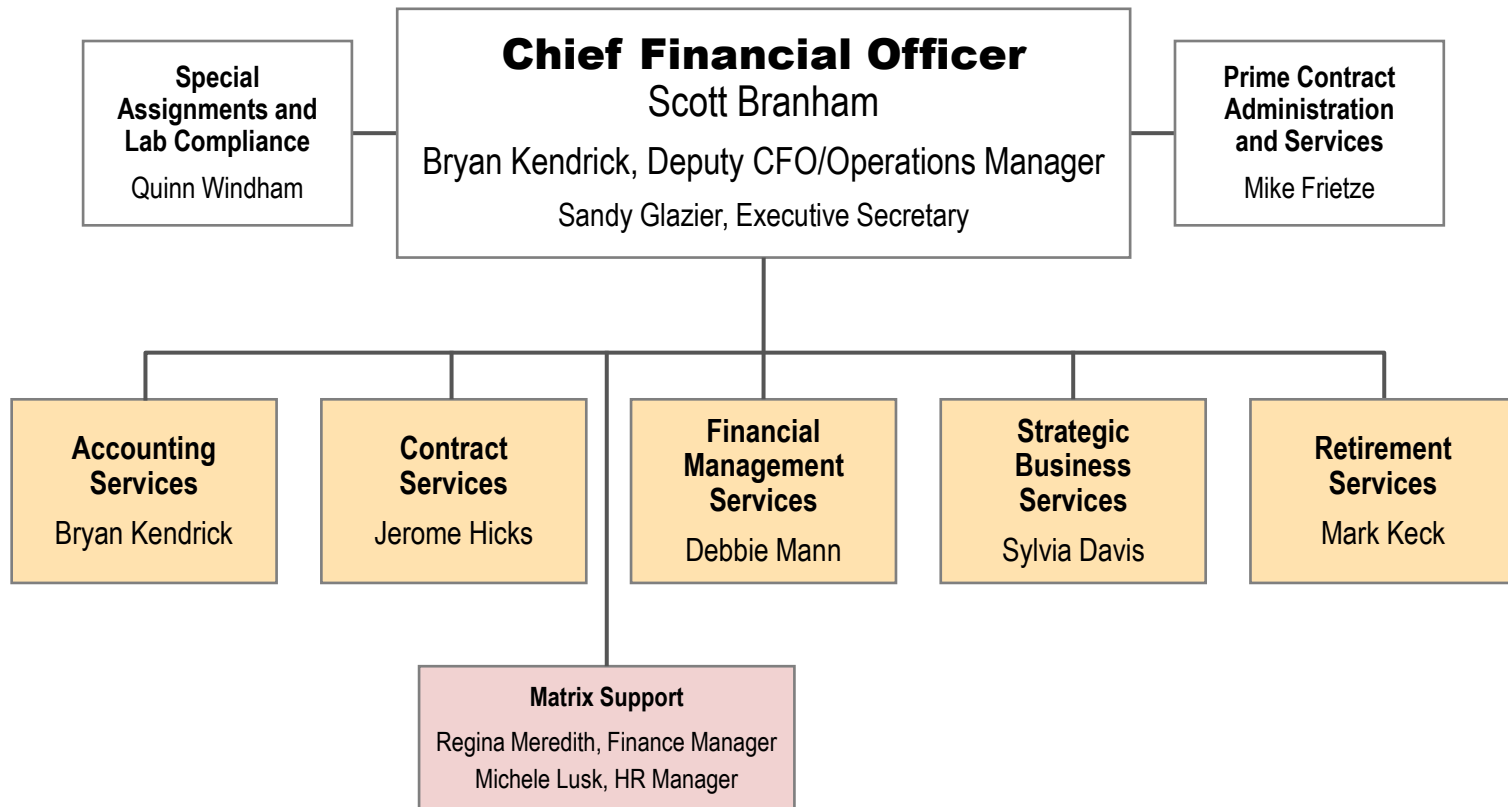 Chief Financial Officer
Scott Branham
Bryan Kendrick, Deputy CFO/Operations Manager
Sandy Glazier, Executive Secretary
Special
Assignments and
Lab Compliance
Quinn Windham
Prime Contract
Administration
and Services
Mike Frietze
Accounting
Services
Bryan Kendrick
Contract
Services
Jerome Hicks
Financial
Management
Services
Debbie Mann
Strategic
Business
Services
Sylvia Davis
Retirement
Services
Mark Keck
Matrix Support
Regina Meredith, Finance Manager
Michele Lusk, HR Manager